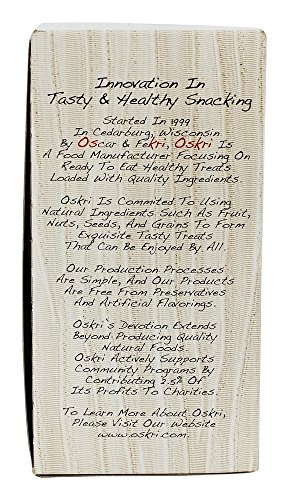 Innovation In
Tasty & Healthy Snacking
Started In 1999
In Cedarburg, Wisconsin
By Oscar & Fekri, Oskri Is
A Food Manufacturer Focusing On
Ready To Eat Healthy Treats
Loaded With Quality Ingredients.
Oskri Is Commited To Using
Natural Ingredients Such As Fruit,
Nuts, Seeds, And Grains To Form
Exquisite Tasty Treats
That Can Be Enjoyed By All.
Our Production Processes
Are Simple, And Our Products
Are Free From Preservatives
And Artificial Flavorings.
Oskri's Devotion Extends
Beyond Producing Quality
Natural Foods.
Oskri Actively Supports
Community Programs By
Contributing 2.5% Of
Its Profits To Charities.
To Learn More About Oskri,
Please Visit Our Website
www.oskri.com.